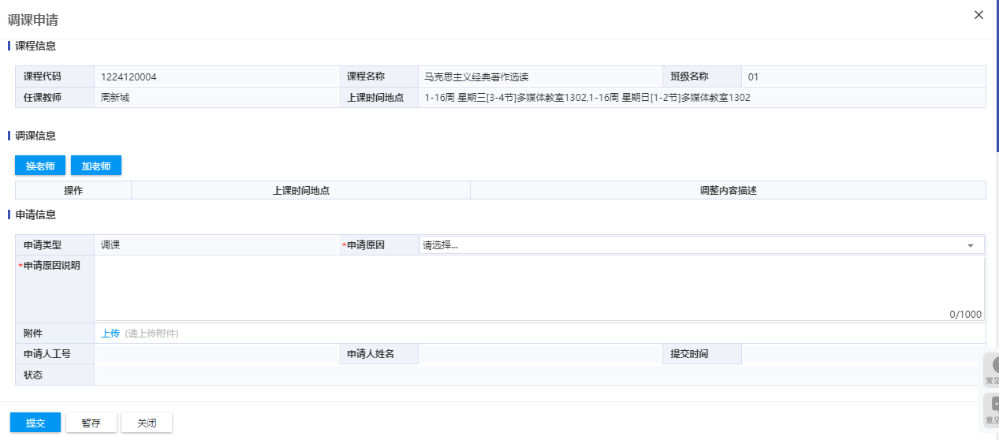 调课申请
课程信息
课程代码 1224120004 课程名称 马克思主义经典著作选读 班级名称 01
任课教师 周新城 上课时间地点 1-16周 星期三[3-4节]多媒体教室1302,1-16周 星期日[1-2节]多媒体教室1302
调课信息
换老师 加老师
操作 上课时间地点 调整内容描述
申请信息
申请类型 调课 *申请原因 请选择...
*申请原因说明
0/1000
附件 上传 (请上传附件)
申请人工号 申请人姓名 提交时间
状态
常见
意见
提交 暂存 关闭